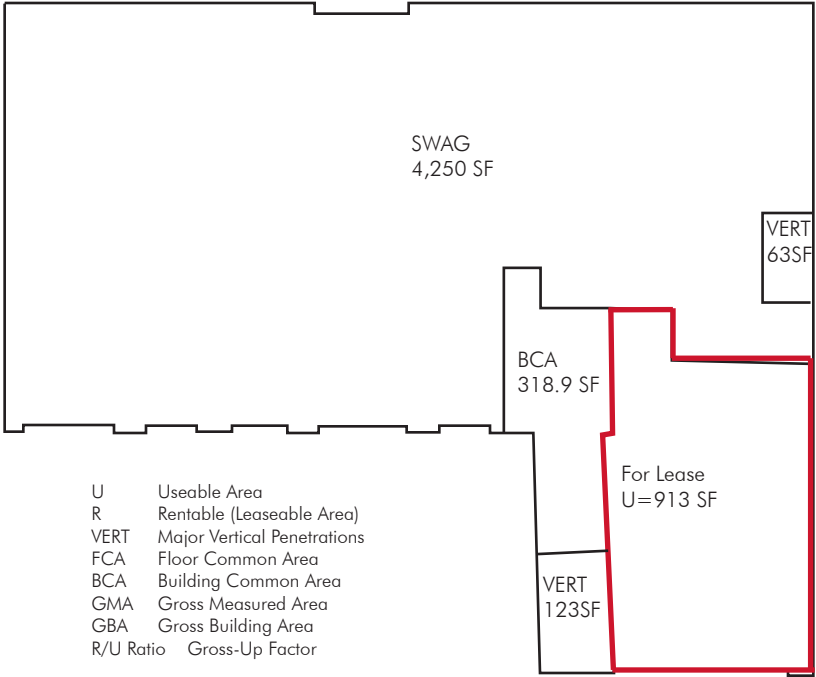 SWAG
4,250 SF
VERT
63SF
BCA
318.9 SF
For Lease
U=913 SF
VERT
123SF
U Useable Area
R Rentable (Leaseable Area)
VERT Major Vertical Penetrations
FCA Floor Common Area
BCA Building Common Area
GMA Gross Measured Area
GBA Gross Building Area
R/U Ratio Gross-Up Factor